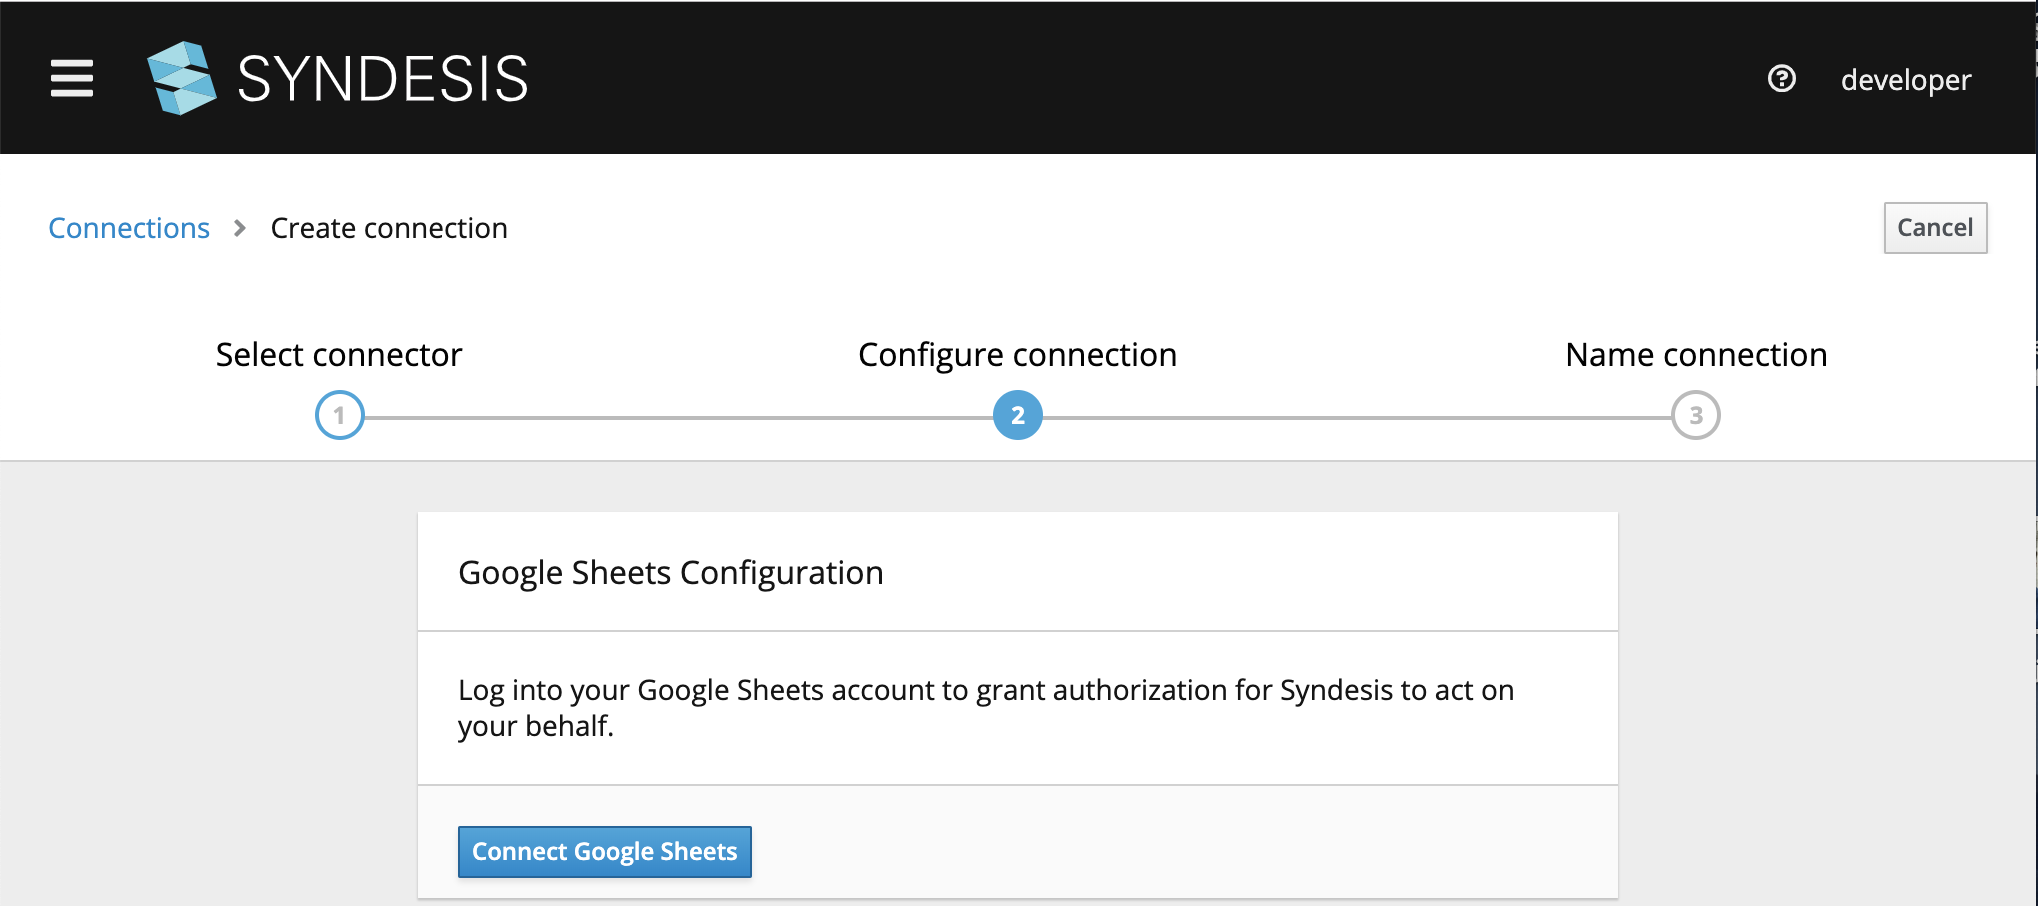 SYNDESIS
developer
Connections > Create connection
Cancel
Select connector
Configure connection
Name connection
1
2
3
Google Sheets Configuration
Log into your Google Sheets account to grant authorization for Syndesis to act on
your behalf.
Connect Google Sheets